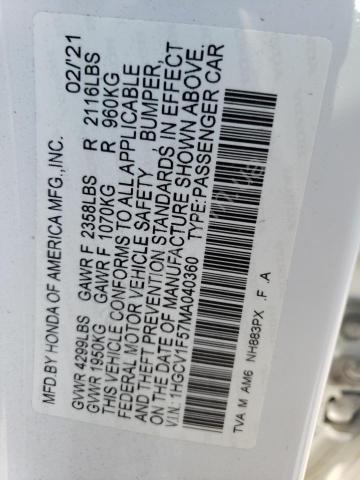 MFD.BY HONDA OF AMERICA MFG.,INC. 02/'21
GVWR 4299LBS GAWR F 2358LBS R 2116LBS
GVWR 1950KG GAWR F 1070KG R 960KG
THIS VEHICLE CONFORMS TO ALL APPLICABLE
FEDERAL MOTOR VEHICLE SAFETY BUMPER,
AND THEFT PREVENTION STANDARDS IN EFFECT
ON THE DATE OF MANUFACTURE SHOWN ABOVE.
V.I.N.: 1HGCV1F57MA040360 TYPE:PASSENGER CAR
TVA M AM6 NH883PX .F .A